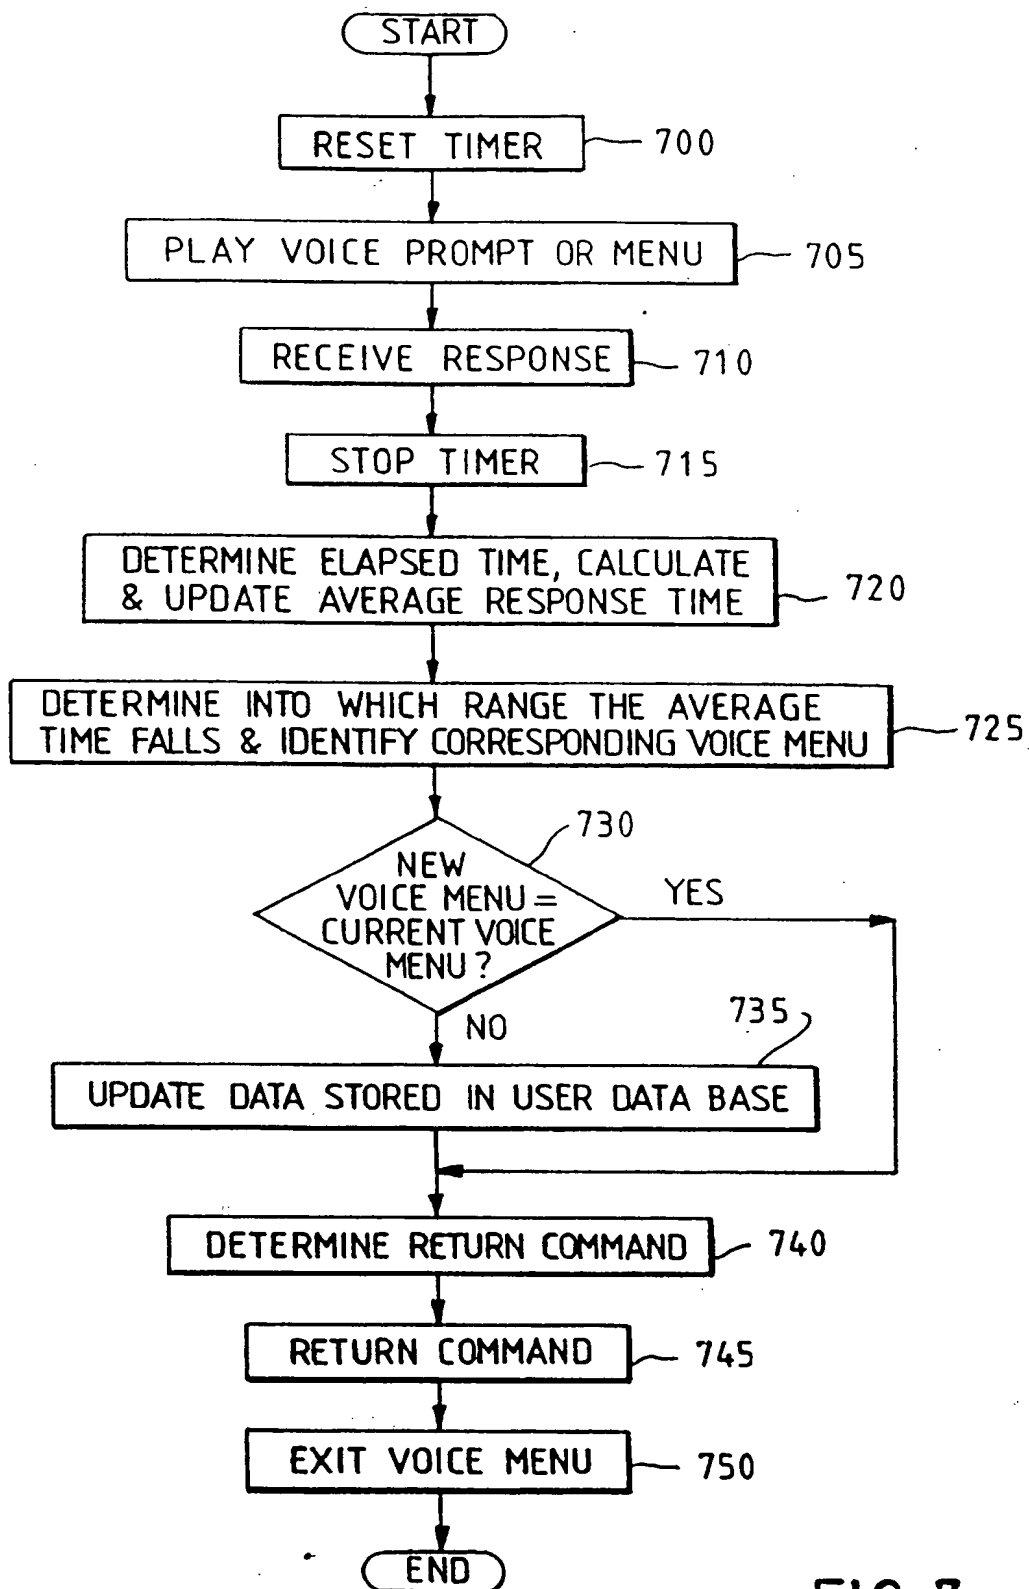 START
RESET TIMER
700
PLAY VOICE PROMPT OR MENU
705
RECEIVE RESPONSE
710
STOP TIMER
715
DETERMINE ELAPSED TIME, CALCULATE
& UPDATE AVERAGE RESPONSE TIME
720
DETERMINE INTO WHICH RANGE THE AVERAGE
TIME FALLS & IDENTIFY CORRESPONDING VOICE MENU
725
730
NEW
VOICE MENU =
CURRENT VOICE
MENU ?
YES
NO
735
UPDATE DATA STORED IN USER DATA BASE
DETERMINE RETURN COMMAND
740
RETURN COMMAND
745
EXIT VOICE MENU
750
END